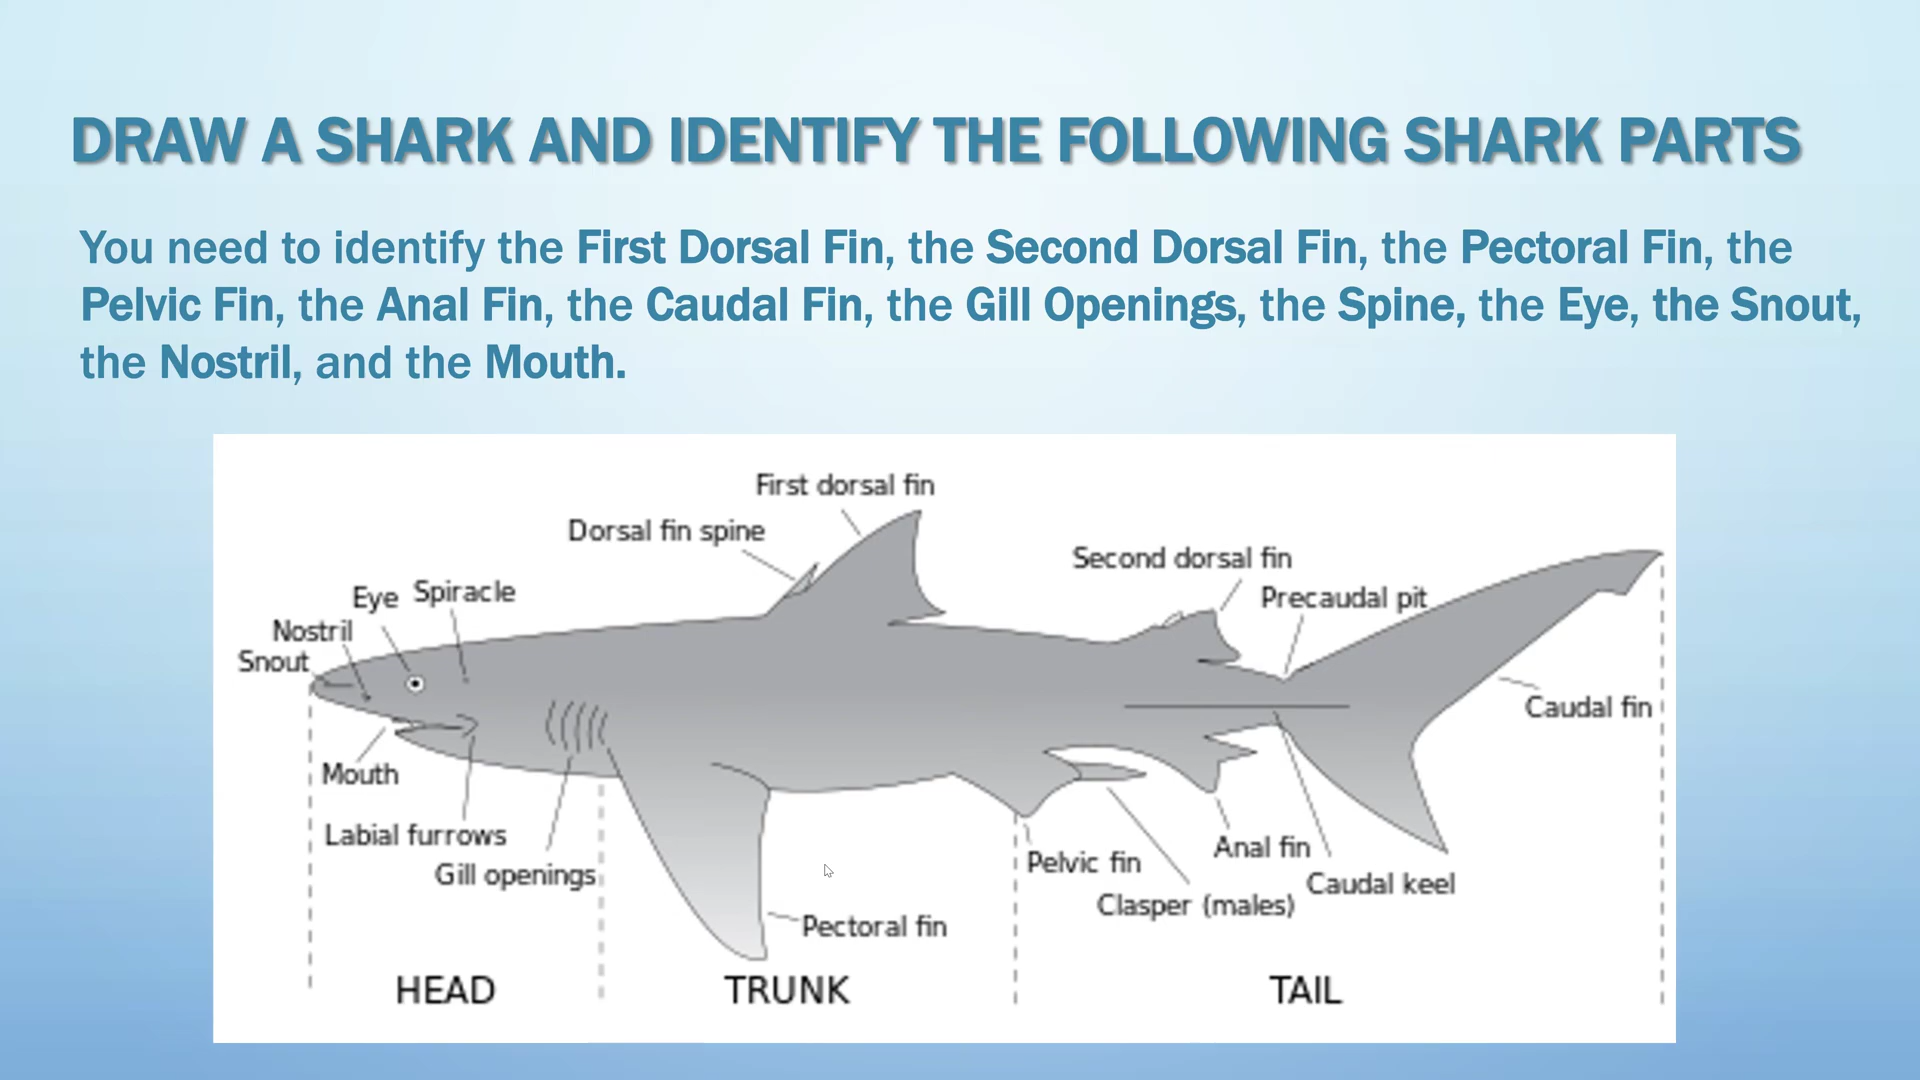 DRAW A SHARK AND IDENTIFY THE FOLLOWING SHARK PARTS
You need to identify the First Dorsal Fin, the Second Dorsal Fin, the Pectoral Fin, the
Pelvic Fin, the Anal Fin, the Caudal Fin, the Gill Openings, the Spine, the Eye, the Snout,
the Nostril, and the Mouth.
First dorsal fin
Dorsal fin spine
Second dorsal fin
Eye
Spiracle
Precaudal pit
Nostril
Snout
Caudal fin
Mouth
Labial furrows
Gill openings
Anal fin
Pelvic fin
Caudal keel
Clasper (males)
Pectoral fin
HEAD
TRUNK
TAIL